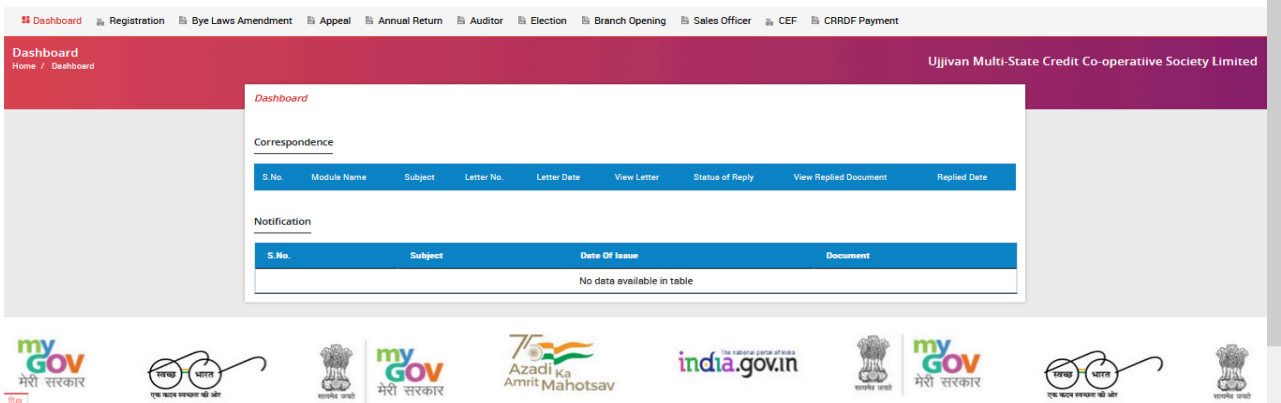 Dashboard Registration Bye Laws Amendment Appeal Annual Return Auditor Election Branch Opening Sales Officer CEF CRRDF Payment
Dashboard
Home / Dashboard
Ujjivan Multi-State Credit Co-operatiive Society Limited
Dashboard
Correspondence
S.No. Module Name Subject Letter No. Letter Date View Letter Status of Reply View Replied Document Replied Date
Notification
S.No. Subject Date Of Issue Document
No data available in table
my GOV
मेरी सरकार
स्वच्छ भारत
एक कदम स्वच्छता की ओर
सत्यमेव जयते
my GOV
मेरी सरकार
75
Azadi Ka
Amrit Mahotsav
The national portal of India
india.gov.in
सत्यमेव जयते
my GOV
मेरी सरकार
स्वच्छ भारत
एक कदम स्वच्छता की ओर
सत्यमेव जयते